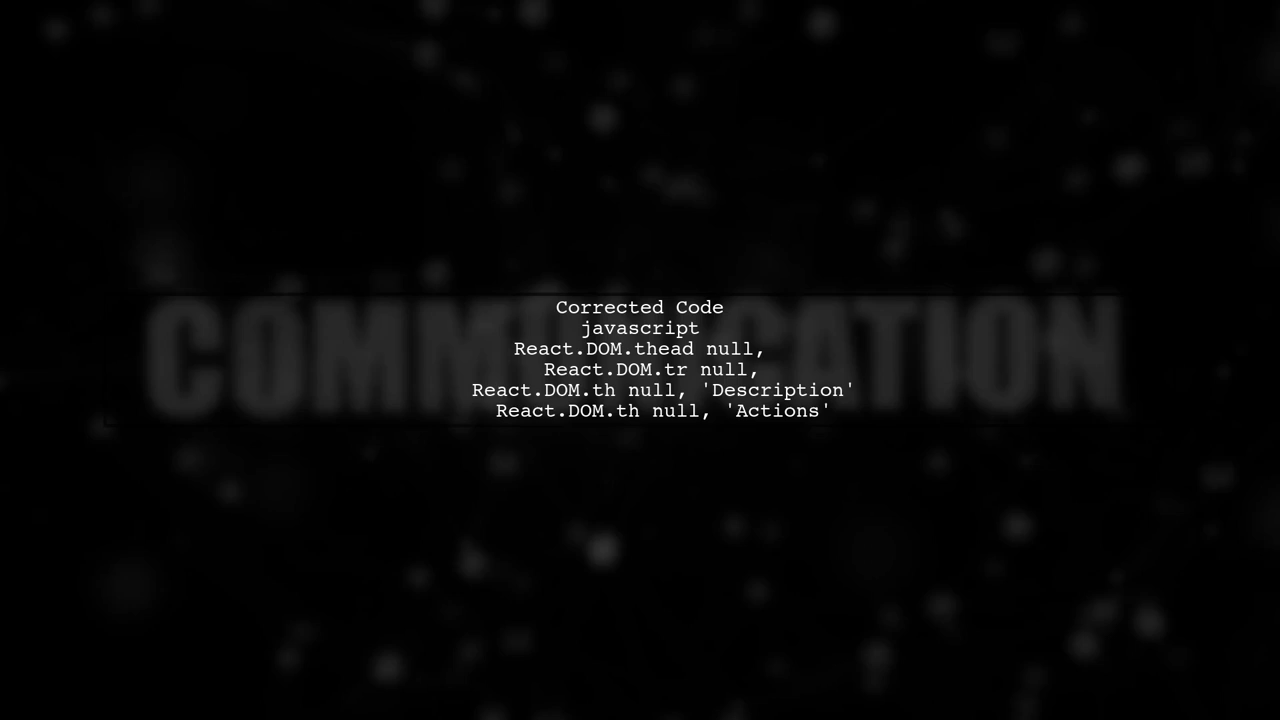 COMMUNICATION
Corrected Code
javascript
React.DOM.thead null,
React.DOM.tr null,
React.DOM.th null, 'Description'
React.DOM.th null, 'Actions'